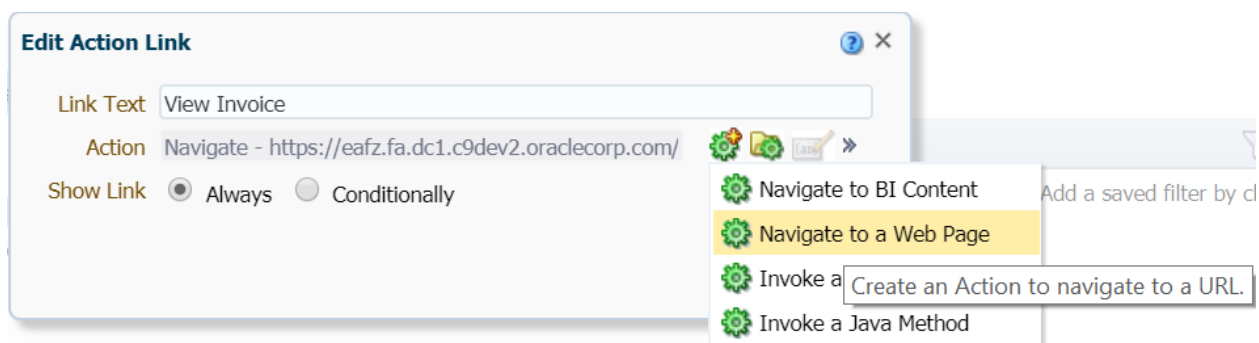 Edit Action Link
Link Text View Invoice
Action Navigate - https://eafz.fa.dc1.c9dev2.oraclecorp.com/
Show Link Always Conditionally
Navigate to BI Content
Add a saved filter by cl
Navigate to a Web Page
Invoke a
Create an Action to navigate to a URL.
Invoke a Java Method